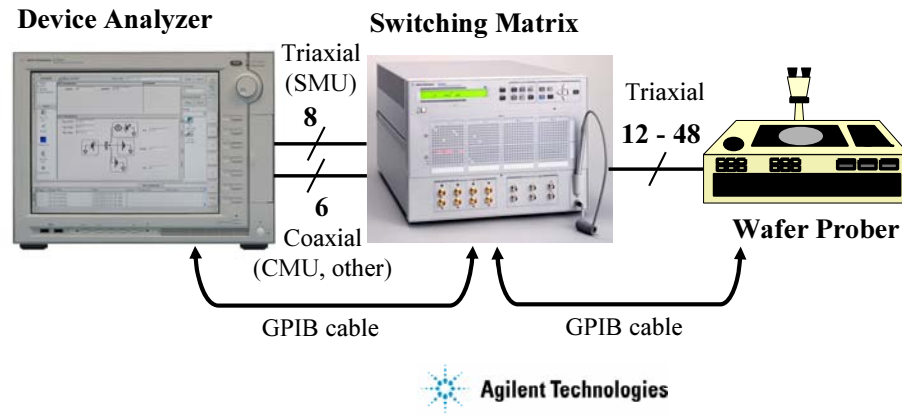 Device Analyzer
Switching Matrix
Triaxial
(SMU)
8
6
Coaxial
(CMU, other)
Triaxial
12 - 48
Wafer Prober
GPIB cable
GPIB cable
Agilent Technologies